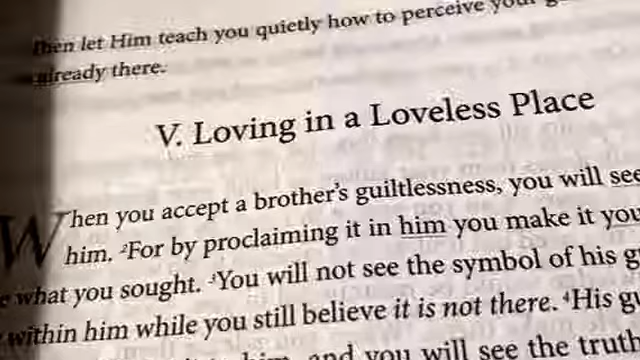 Then let Him teach you quietly how to perceive your
already there.
V. Loving in a Loveless Place
When you accept a brother's guiltlessness, you will see
him. ²For by proclaiming it in him you make it
what you sought. ³You will not see the symbol of his
within him while you still believe it is not there. ⁴His
and you will see the truth